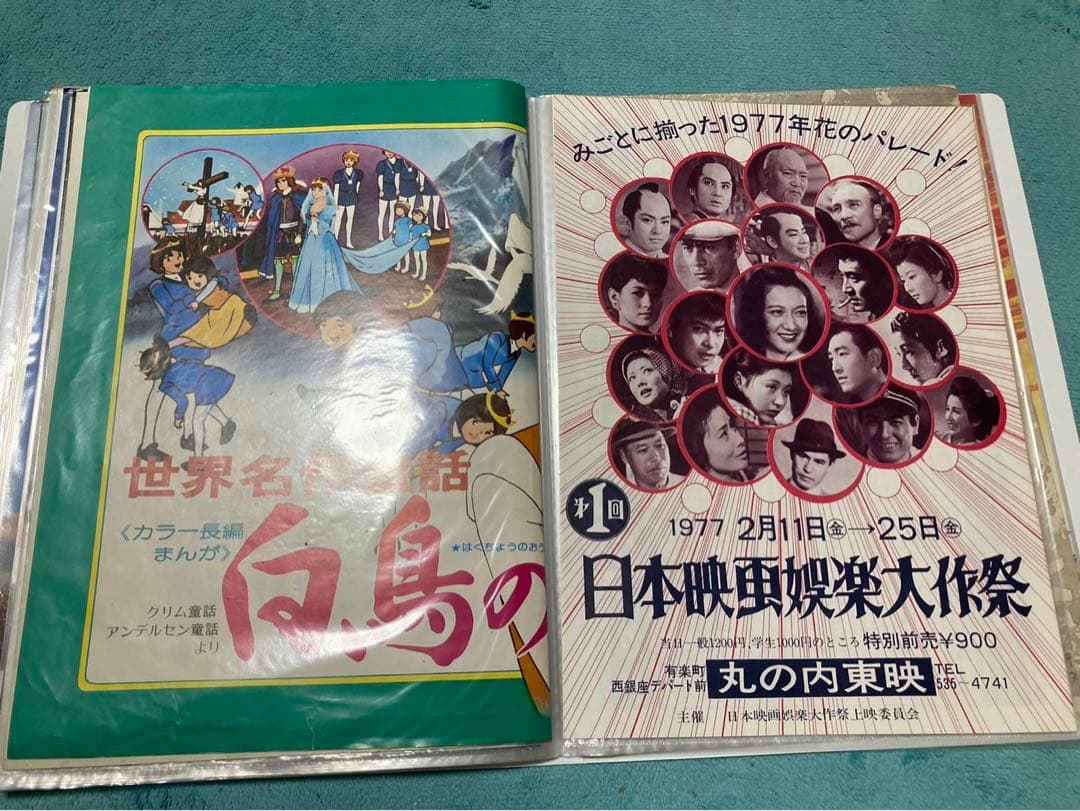 世界名作童話
《カラー長編
まんが》
★はくちょうのおう
グリム童話
アンデルセン童話
より
白鳥の
みごとに揃った1977年花のパレード!
第1回
1977 2月11日㊎→25日㊎
日本映画娯楽大作祭
当日一般1200円、学生1000円のところ 特別前売¥900
有楽町
西銀座デパート前
丸の内東映
TEL
535~4741
主催 日本映画娯楽大作祭上映委員会